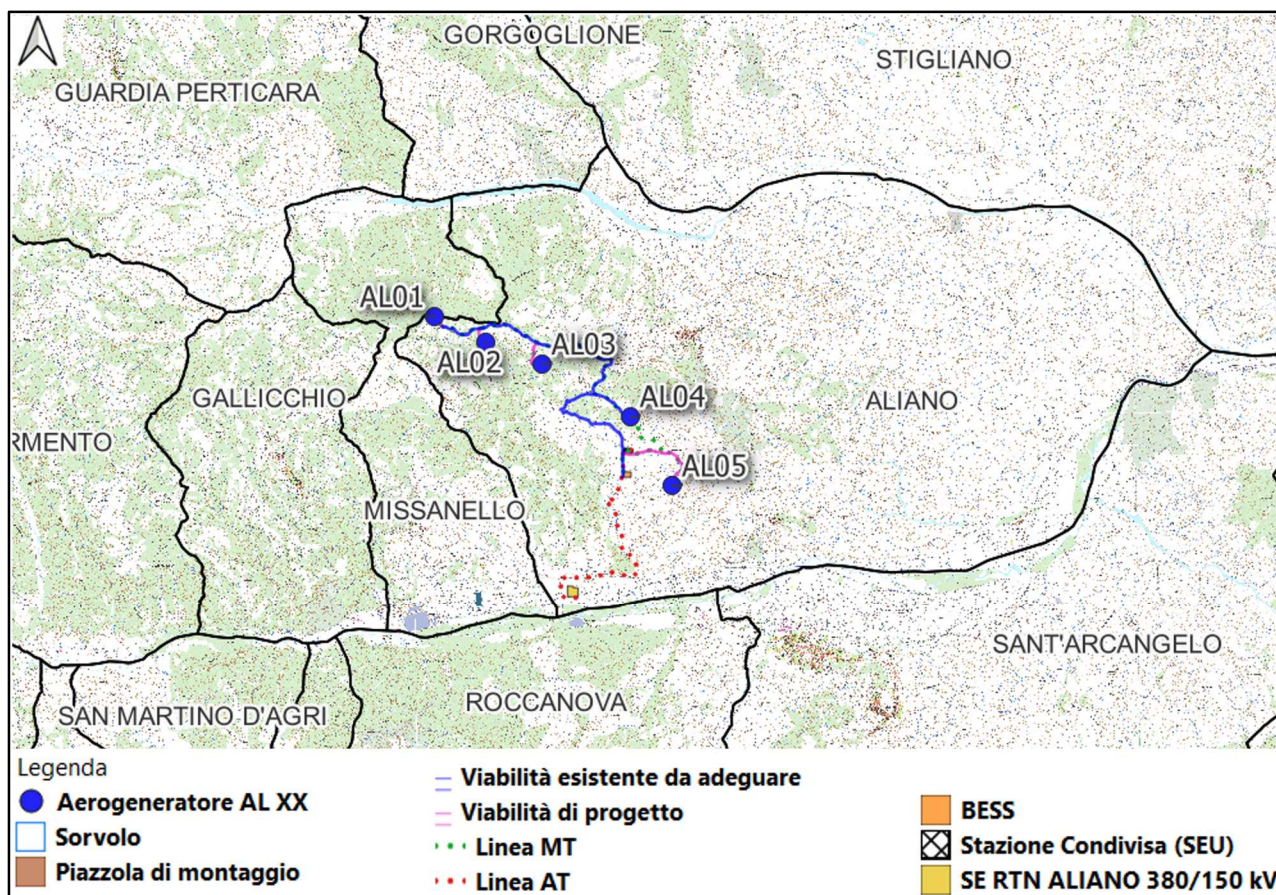 GORGOGLIONE
STIGLIANO
GUARDIA PERTICARA
AL01
AL02
AL03
GALLICCHIO
AL04
ALIANO
RMENTO
AL05
MISSANELLO
SANT'ARCANGELO
ROCCANOVA
SAN MARTINO D'AGRI
Legenda
Aerogeneratore AL XX
Sorvolo
Piazzola di montaggio
Viabilità esistente da adeguare
Viabilità di progetto
Linea MT
Linea AT
BESS
Stazione Condivisa (SEU)
SE RTN ALIANO 380/150 kV